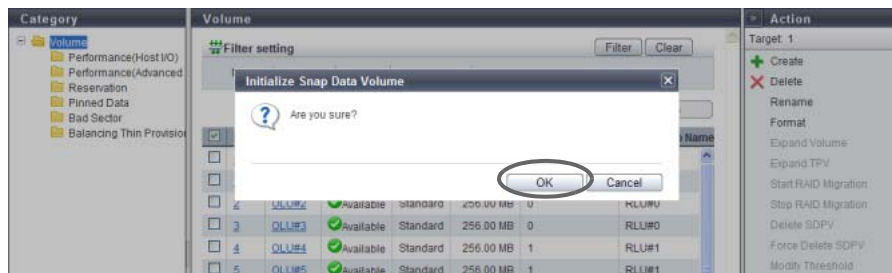 Category
Volume
Action
Volume
Performance(Host I/O)
Performance(Advanced
Reservation
Pinned Data
Bad Sector
Balancing Thin Provision
Filter setting
Filter
Clear
Initialize Snap Data Volume
Are you sure?
OK
Cancel
Name
2 OLU#2 Available Standard 256.00 MB 0 RLU#0
3 OLU#3 Available Standard 256.00 MB 0 RLU#0
4 OLU#4 Available Standard 256.00 MB 1 RLU#1
5 OLU#5 Available Standard 256.00 MB 1 RLU#1
Target: 1
Create
Delete
Rename
Format
Expand Volume
Expand TPV
Start RAID Migration
Stop RAID Migration
Delete SDPV
Force Delete SDPV
Modify Threshold